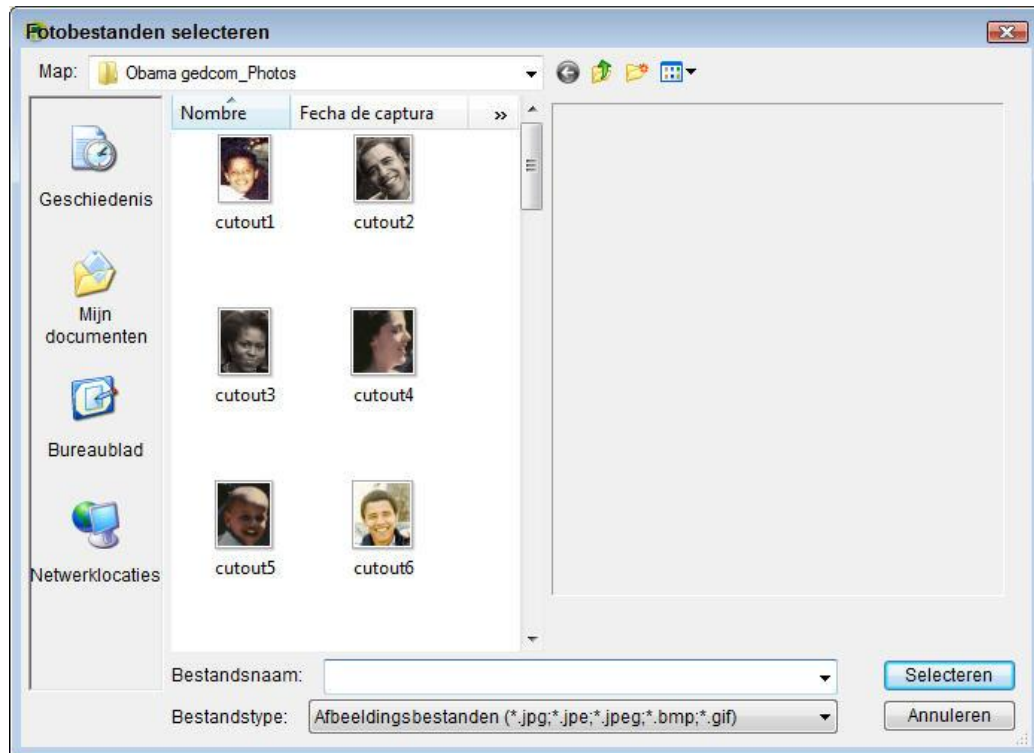 Fotobestanden selecteren
Map: Obama gedcom_Photos
Nombre Fecha de captura »
Geschiedenis
cutout1 cutout2
Mijn
documenten
cutout3 cutout4
Bureaublad
cutout5 cutout6
Netwerklocaties
Bestandsnaam: Selecteren
Bestandstype: Afbeeldingsbestanden (*.jpg;*.jpe;*.jpeg;*.bmp;*.gif) Annuleren